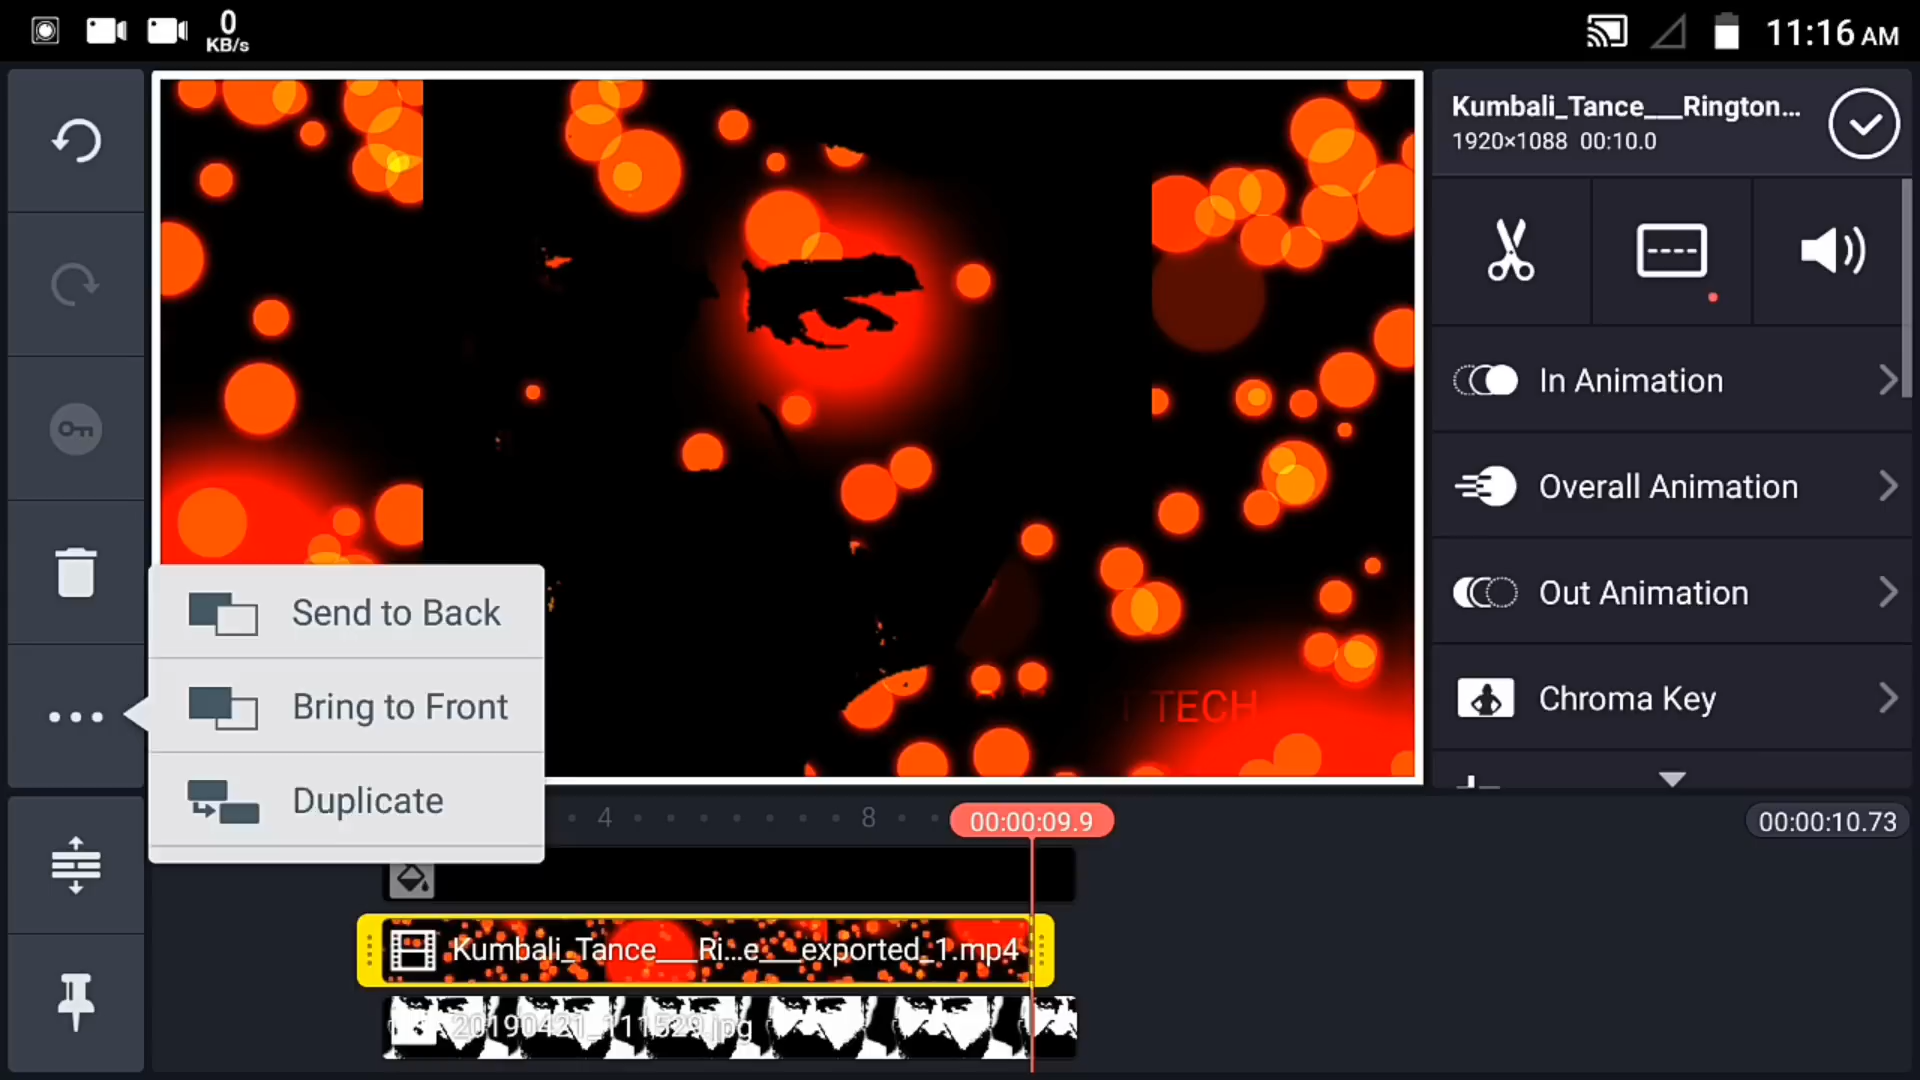 0
KB/s
11:16 AM
Kumbali_Tance___Rington...
1920×1088 00:10.0
In Animation
Overall Animation
Out Animation
Chroma Key
Send to Back
Bring to Front
Duplicate
T TECH
4
8
00:00:09.9
00:00:10.73
Kumbali_Tance___Ri...e___exported_1.mp4
20190421_111529.jpg